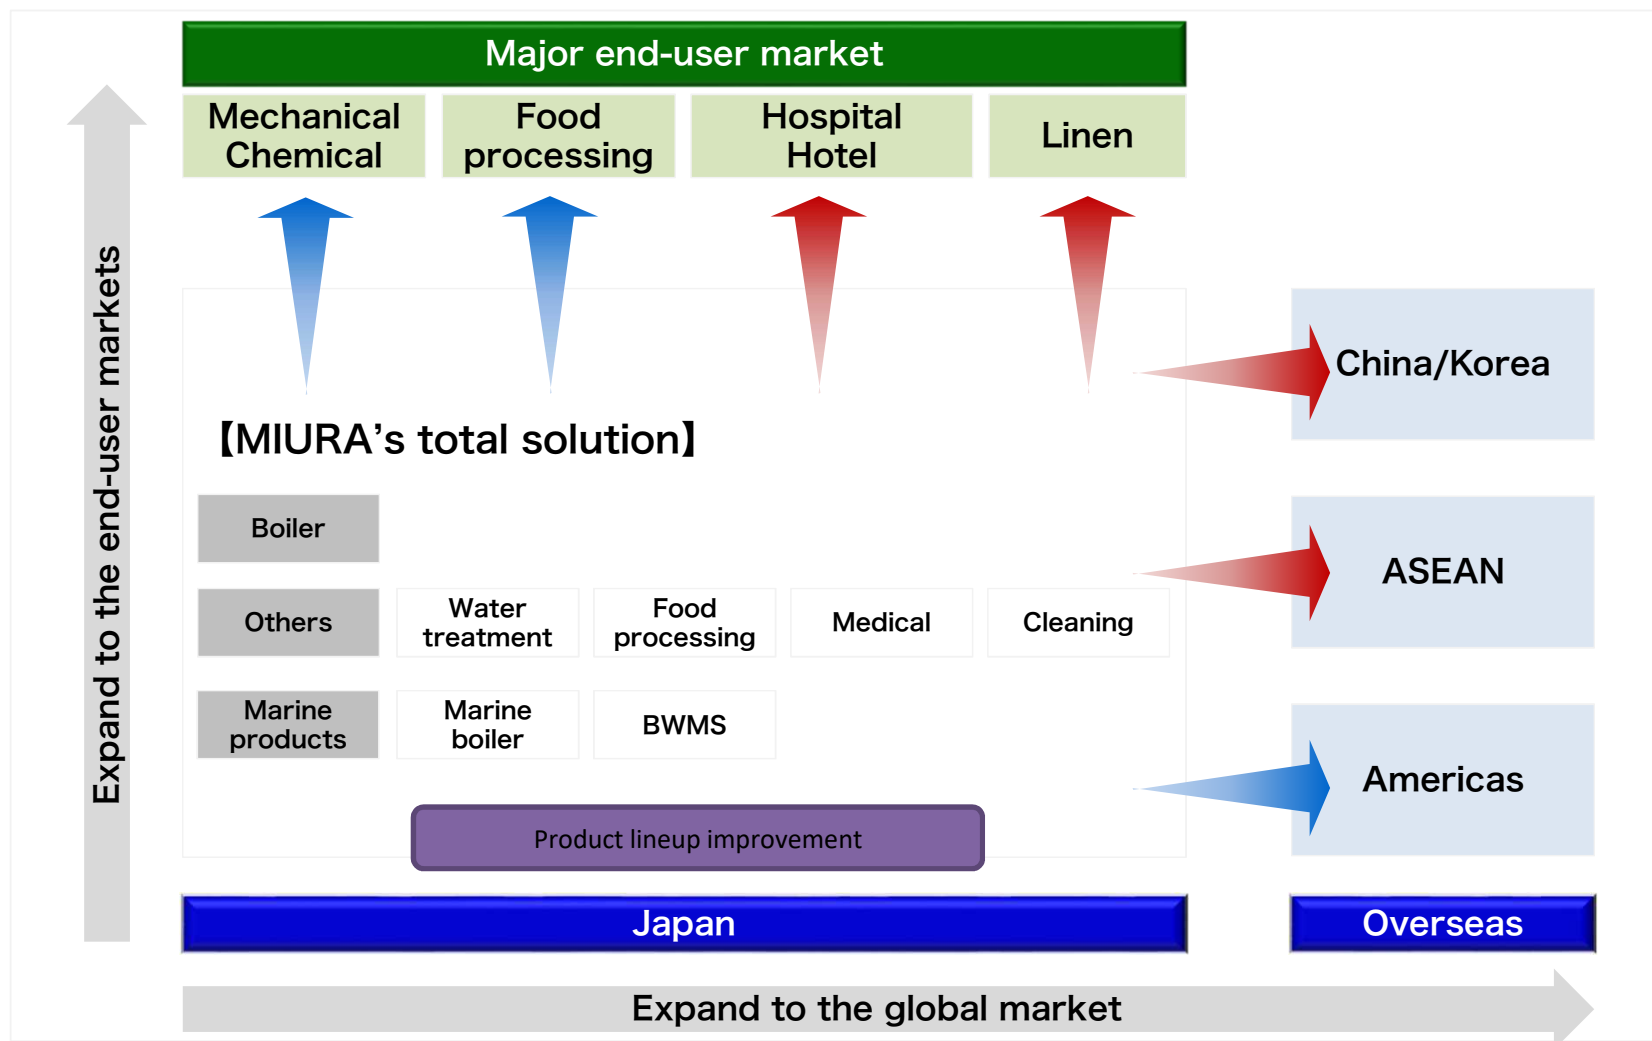 Major end-user market
Mechanical
Chemical
Food
processing
Hospital
Hotel
Linen
Expand to the end-user markets
【MIURA’s total solution】
Boiler
Others
Water
treatment
Food
processing
Medical
Cleaning
Marine
products
Marine
boiler
BWMS
Product lineup improvement
China/Korea
ASEAN
Americas
Japan
Overseas
Expand to the global market